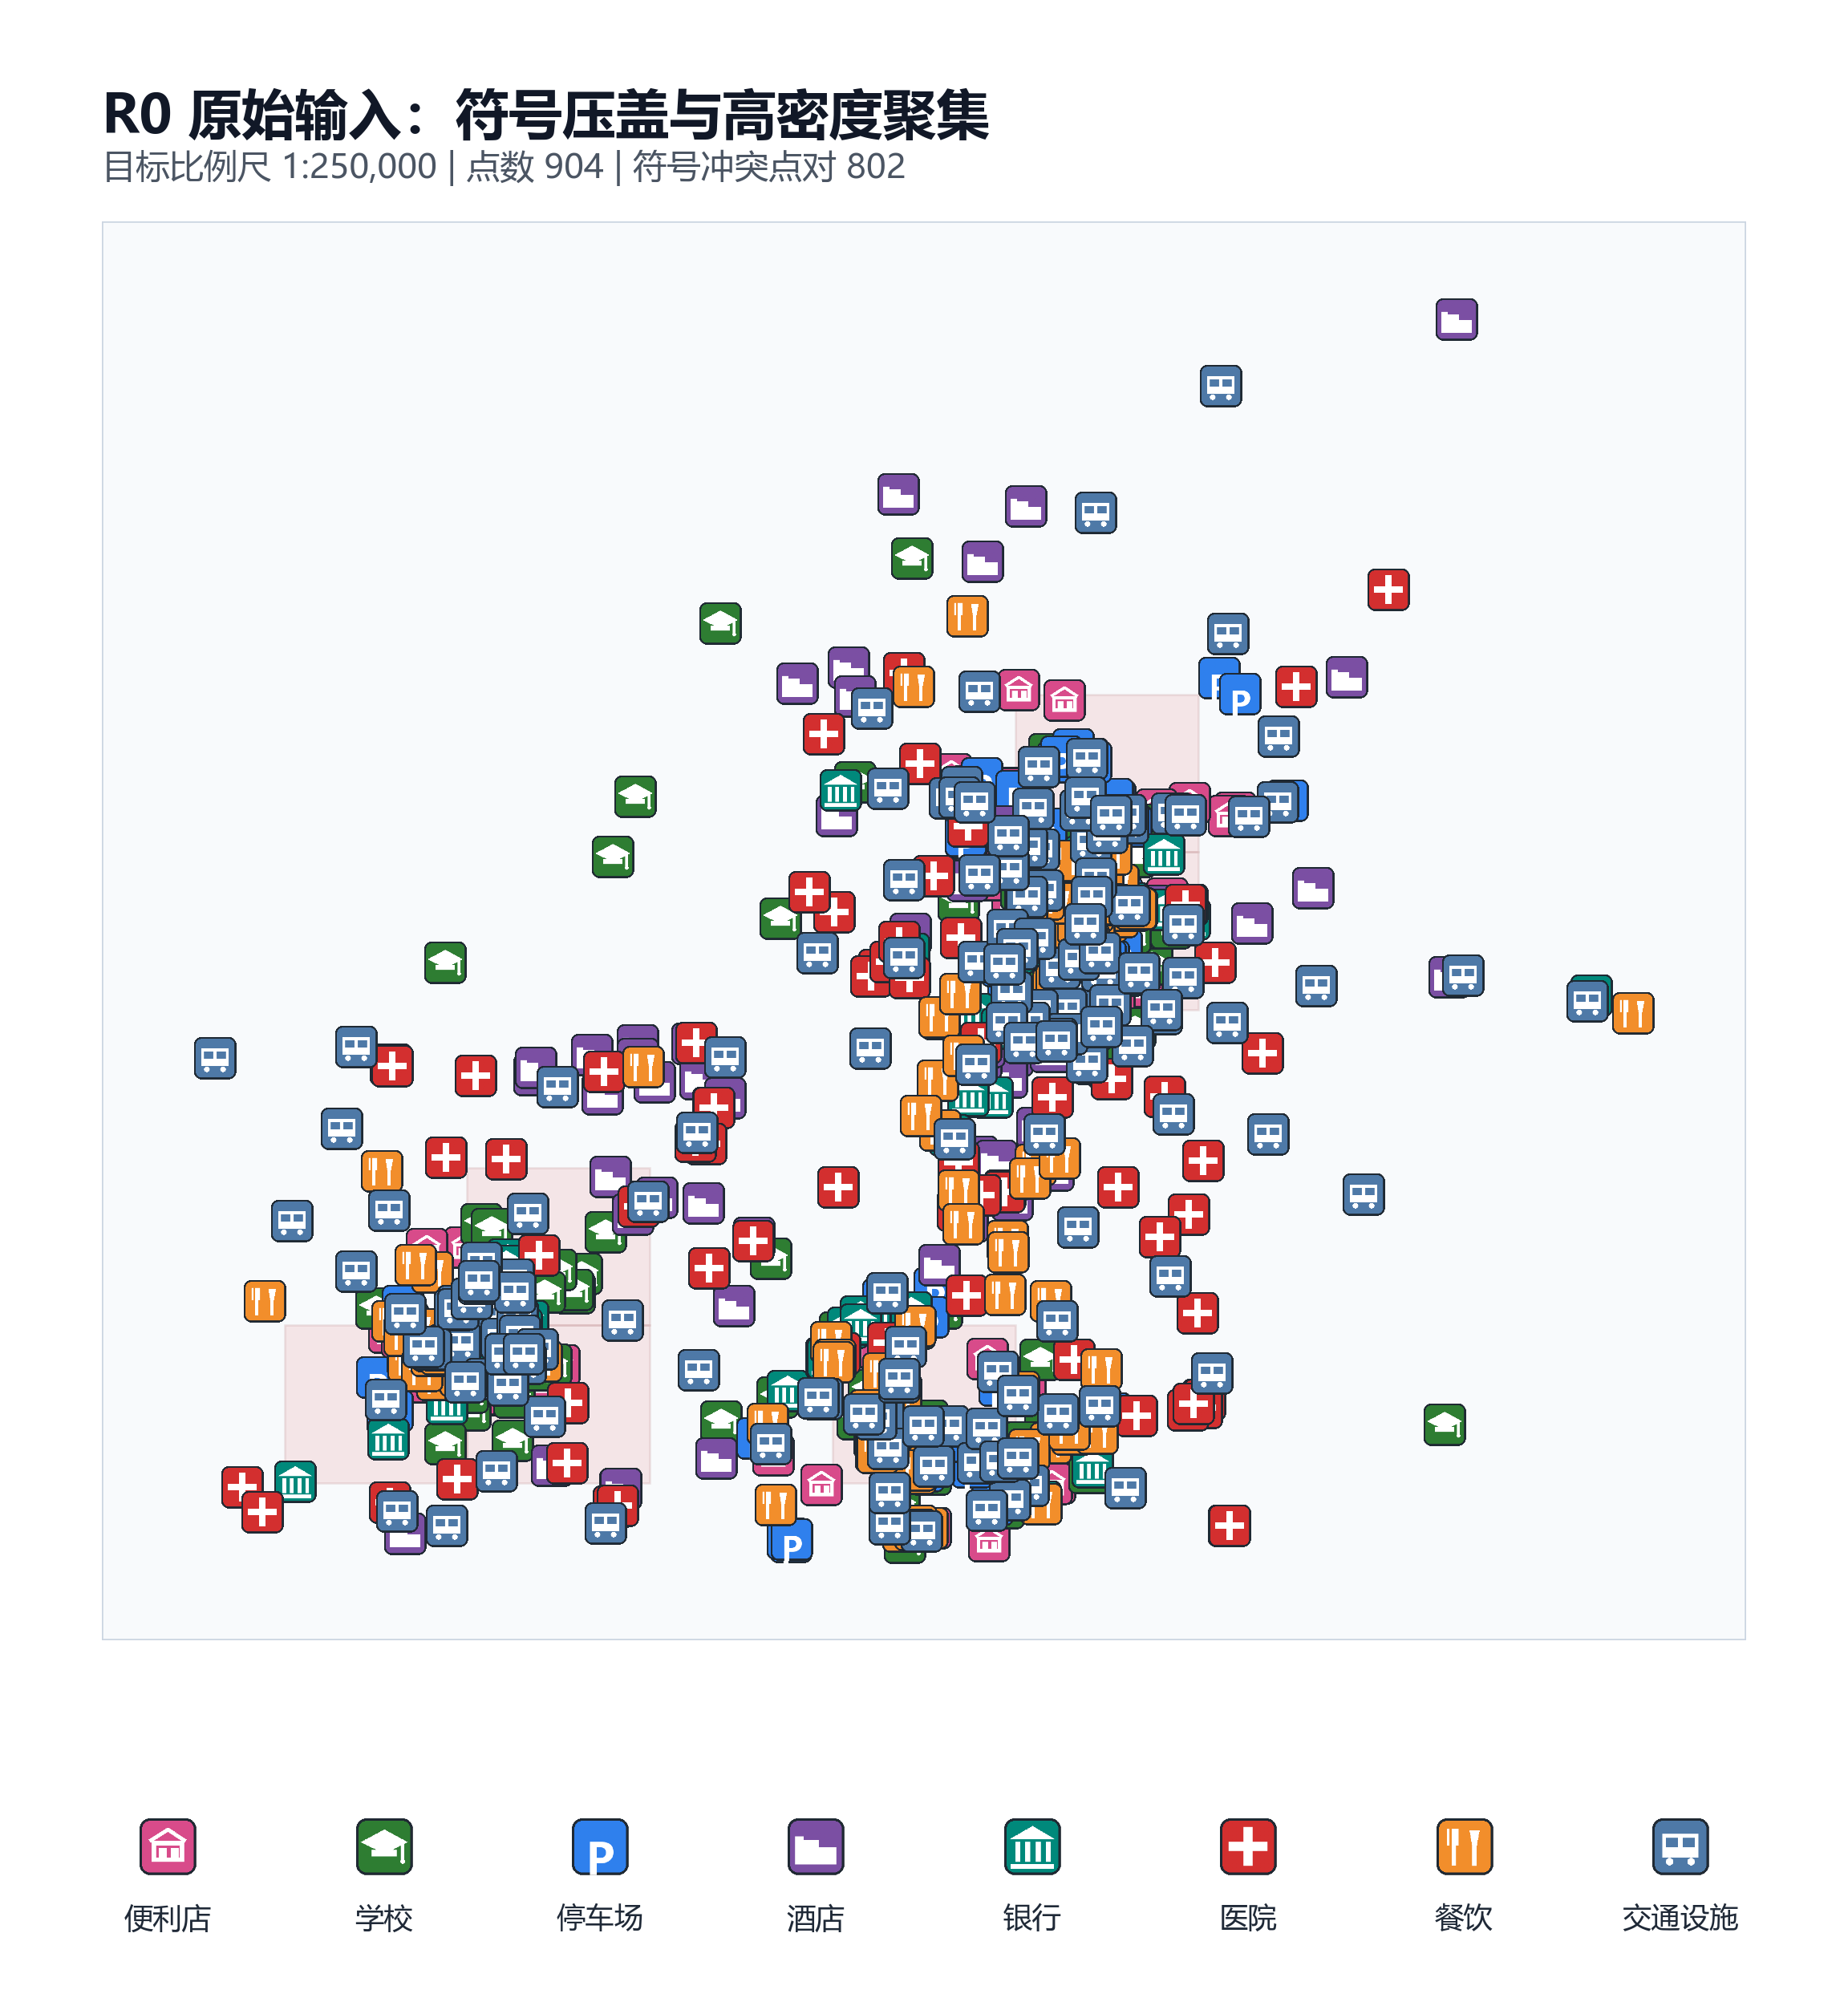 R0 原始输入：符号压盖与高密度聚集
目标比例尺 1:250,000 | 点数 904 | 符号冲突点对 802
P
P
P
P
便利店
学校
停车场
酒店
银行
医院
餐饮
交通设施